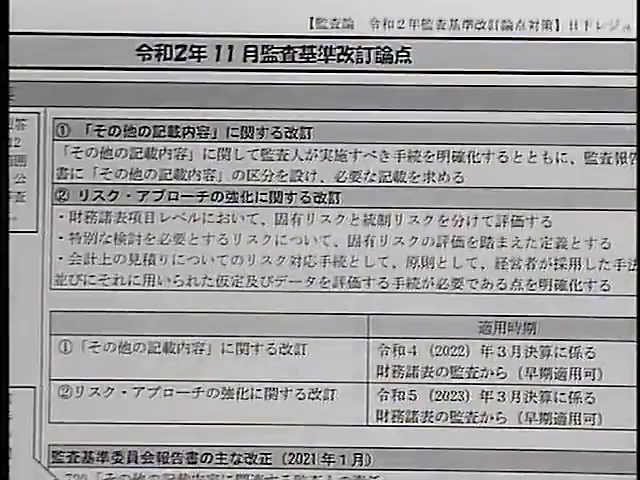 【監査論 令和2年監査基準改訂論点対策】HTレジュ
令和2年11月監査基準改訂論点
① 「その他の記載内容」に関する改訂
「その他の記載内容」に関して監査人が実施すべき手続を明確化するとともに、監査報告
書に「その他の記載内容」の区分を設け、必要な記載を求める
② リスク・アプローチの強化に関する改訂
・財務諸表項目レベルにおいて、固有リスクと統制リスクを分けて評価する
・特別な検討を必要とするリスクについて、固有リスクの評価を踏まえた定義とする
・会計上の見積りについてのリスク対応手続として、原則として、経営者が採用した手法
並びにそれに用いられた仮定及びデータを評価する手続が必要である点を明確化する
適用時期
①「その他の記載内容」に関する改訂
令和4（2022）年3月決算に係る
財務諸表の監査から（早期適用可）
②リスク・アプローチの強化に関する改訂
令和5（2023）年3月決算に係る
財務諸表の監査から（早期適用可）
監査基準委員会報告書の主な改正（2021年1月）